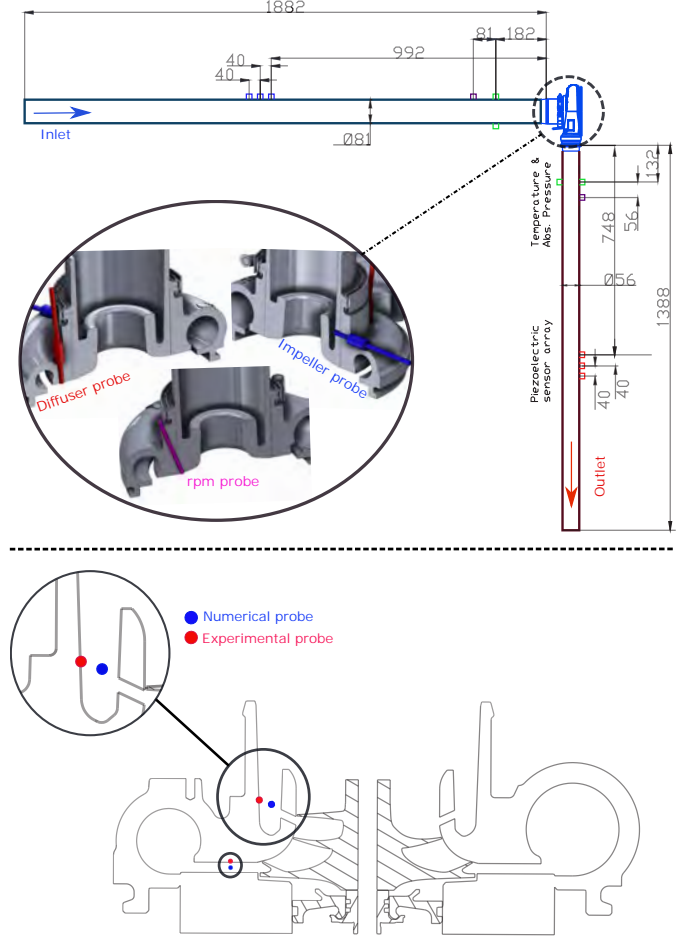 1882
81
182
992
40
40
Inlet
Ø81
Temperature &
Abs. Pressure
132
748
56
Ø56
1388
Piezoelectric
sensor array
40
40
Outlet
Diffuser probe
Impeller probe
rpm probe
Numerical probe
Experimental probe